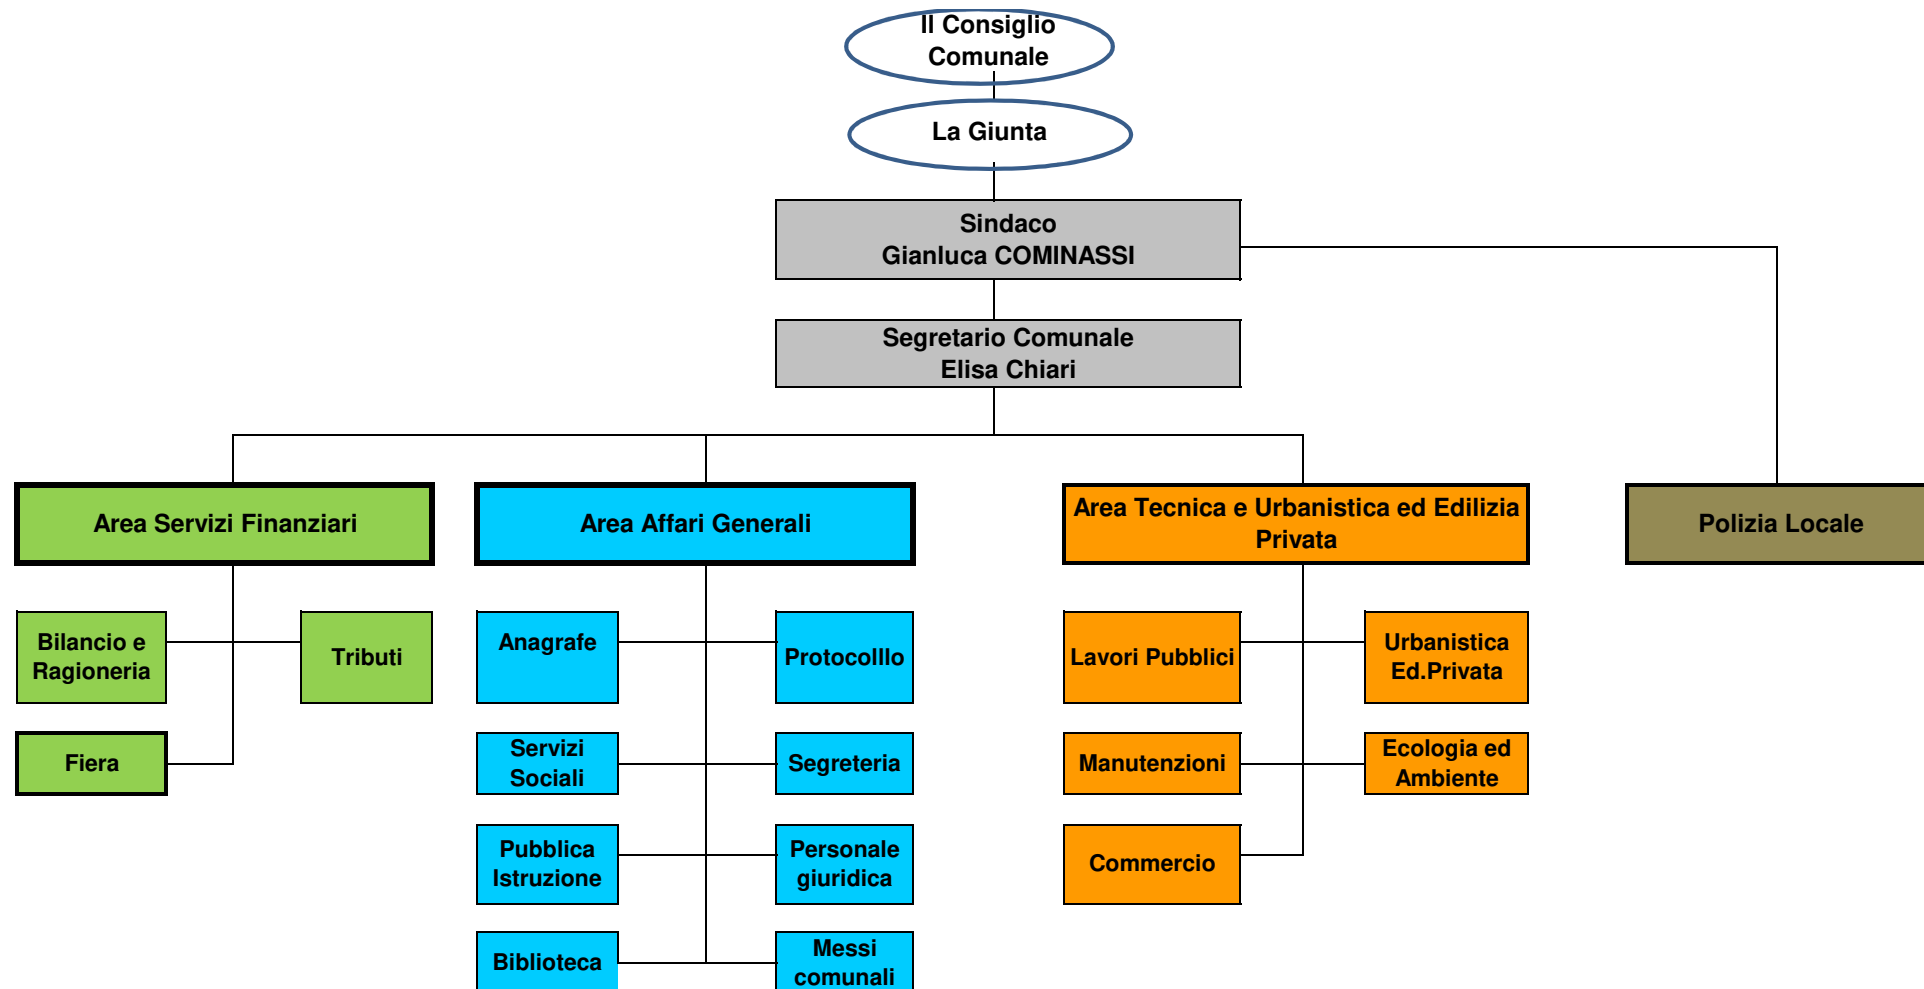 Il Consiglio
Comunale
La Giunta
Sindaco
Gianluca COMINASSI
Segretario Comunale
Elisa Chiari
Area Servizi Finanziari
Area Affari Generali
Area Tecnica e Urbanistica ed Edilizia
Privata
Polizia Locale
Bilancio e
Ragioneria
Tributi
Anagrafe
Protocolllo
Lavori Pubblici
Urbanistica
Ed.Privata
Fiera
Servizi
Sociali
Segreteria
Manutenzioni
Ecologia ed
Ambiente
Pubblica
Istruzione
Personale
giuridica
Commercio
Biblioteca
Messi
comunali